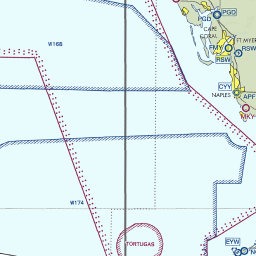 PGD
PGD
CAPE
CORAL
FT MYER
W168
FMY
RSW
RSW
CYY
NAPLES
APF
MKY
W174
TORTUGAS
EYW